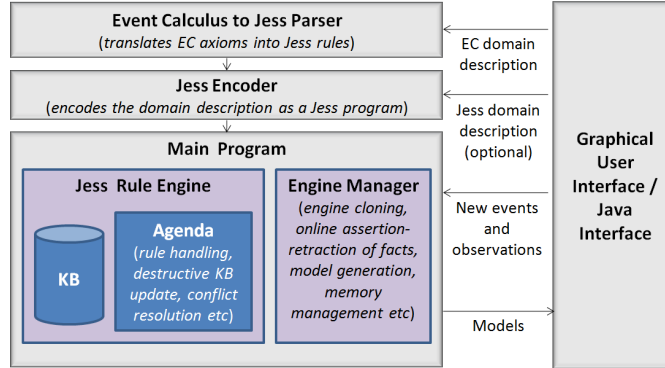 Event Calculus to Jess Parser
(translates EC axioms into Jess rules)
EC domain
description
Jess Encoder
(encodes the domain description as a Jess program)
Jess domain
description
(optional)
Main Program
Jess Rule Engine
KB
Agenda
(rule handling,
destructive KB
update, conflict
resolution etc)
Engine Manager
(engine cloning,
online assertion-
retraction of facts,
model generation,
memory
management etc)
New events
and
observations
Models
Graphical
User
Interface /
Java
Interface